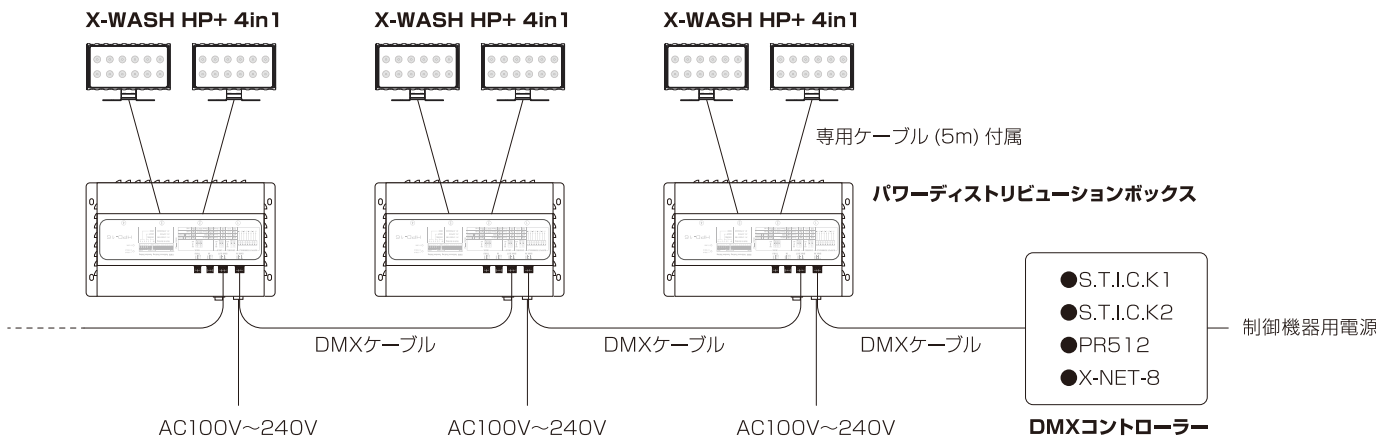 X-WASH HP+ 4in1
X-WASH HP+ 4in1
X-WASH HP+ 4in1
専用ケーブル (5m) 付属
パワーディストリビューションボックス
●S.T.I.C.K1
●S.T.I.C.K2
●PR512
●X-NET-8
制御機器用電源
DMXケーブル
DMXケーブル
DMXケーブル
AC100V～240V
AC100V～240V
AC100V～240V
DMXコントローラー